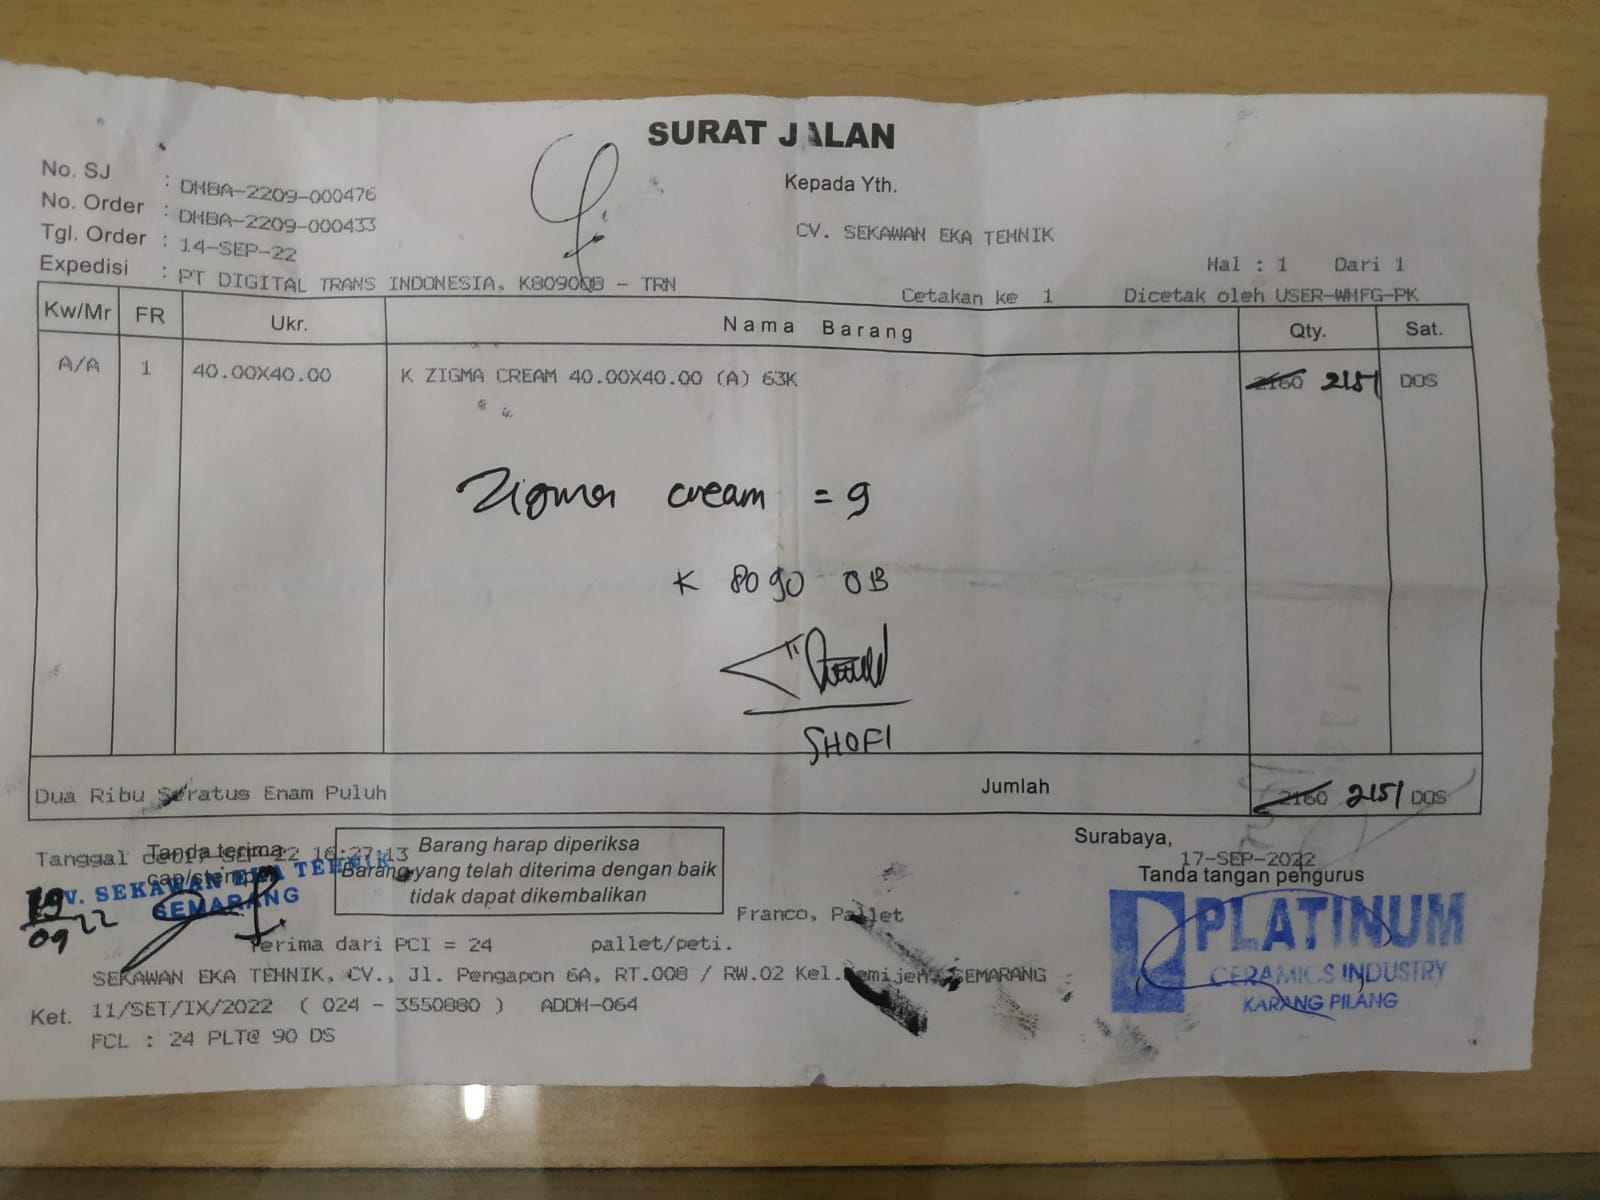 SURAT JALAN
No. SJ : DMBA-2209-000476
No. Order : DMBA-2209-000433
Tgl. Order : 14-SEP-22
Expedisi : PT DIGITAL TRANS INDONESIA. K8090OB - TRN
Kepada Yth.
CV. SEKAWAN EKA TEHNIK
Hal : 1 Dari 1
Cetakan ke 1 Dicetak oleh USER-WHFG-PK
Kw/Mr FR Ukr. Nama Barang Qty. Sat.
A/A 1 40.00X40.00 K ZIGMA CREAM 40.00X40.00 (A) 63K 2160 2151 DOS
Zigma cream = 9
K 8090 OB
SHOFI
Dua Ribu Seratus Enam Puluh Jumlah 2160 2151 DOS
Tanggal 17-SEP-22 16:27:13
Tanda terima
cap/stempel
CV. SEKAWAN EKA TEHNIK
SEMARANG
19/09 22
Barang harap diperiksa
Barang yang telah diterima dengan baik
tidak dapat dikembalikan
Surabaya,
17-SEP-2022
Tanda tangan pengurus
PLATINUM
CERAMICS INDUSTRY
KARANG PILANG
Franco, Pallet
Terima dari PCI = 24 pallet/peti.
SEKAWAN EKA TEHNIK, CV., Jl. Pengapon 6A, RT.008 / RW.02 Kel. SEMARANG
Ket. 11/SET/IX/2022 ( 024 - 3550880 ) ADDM-064
FCL : 24 PLT@ 90 DS